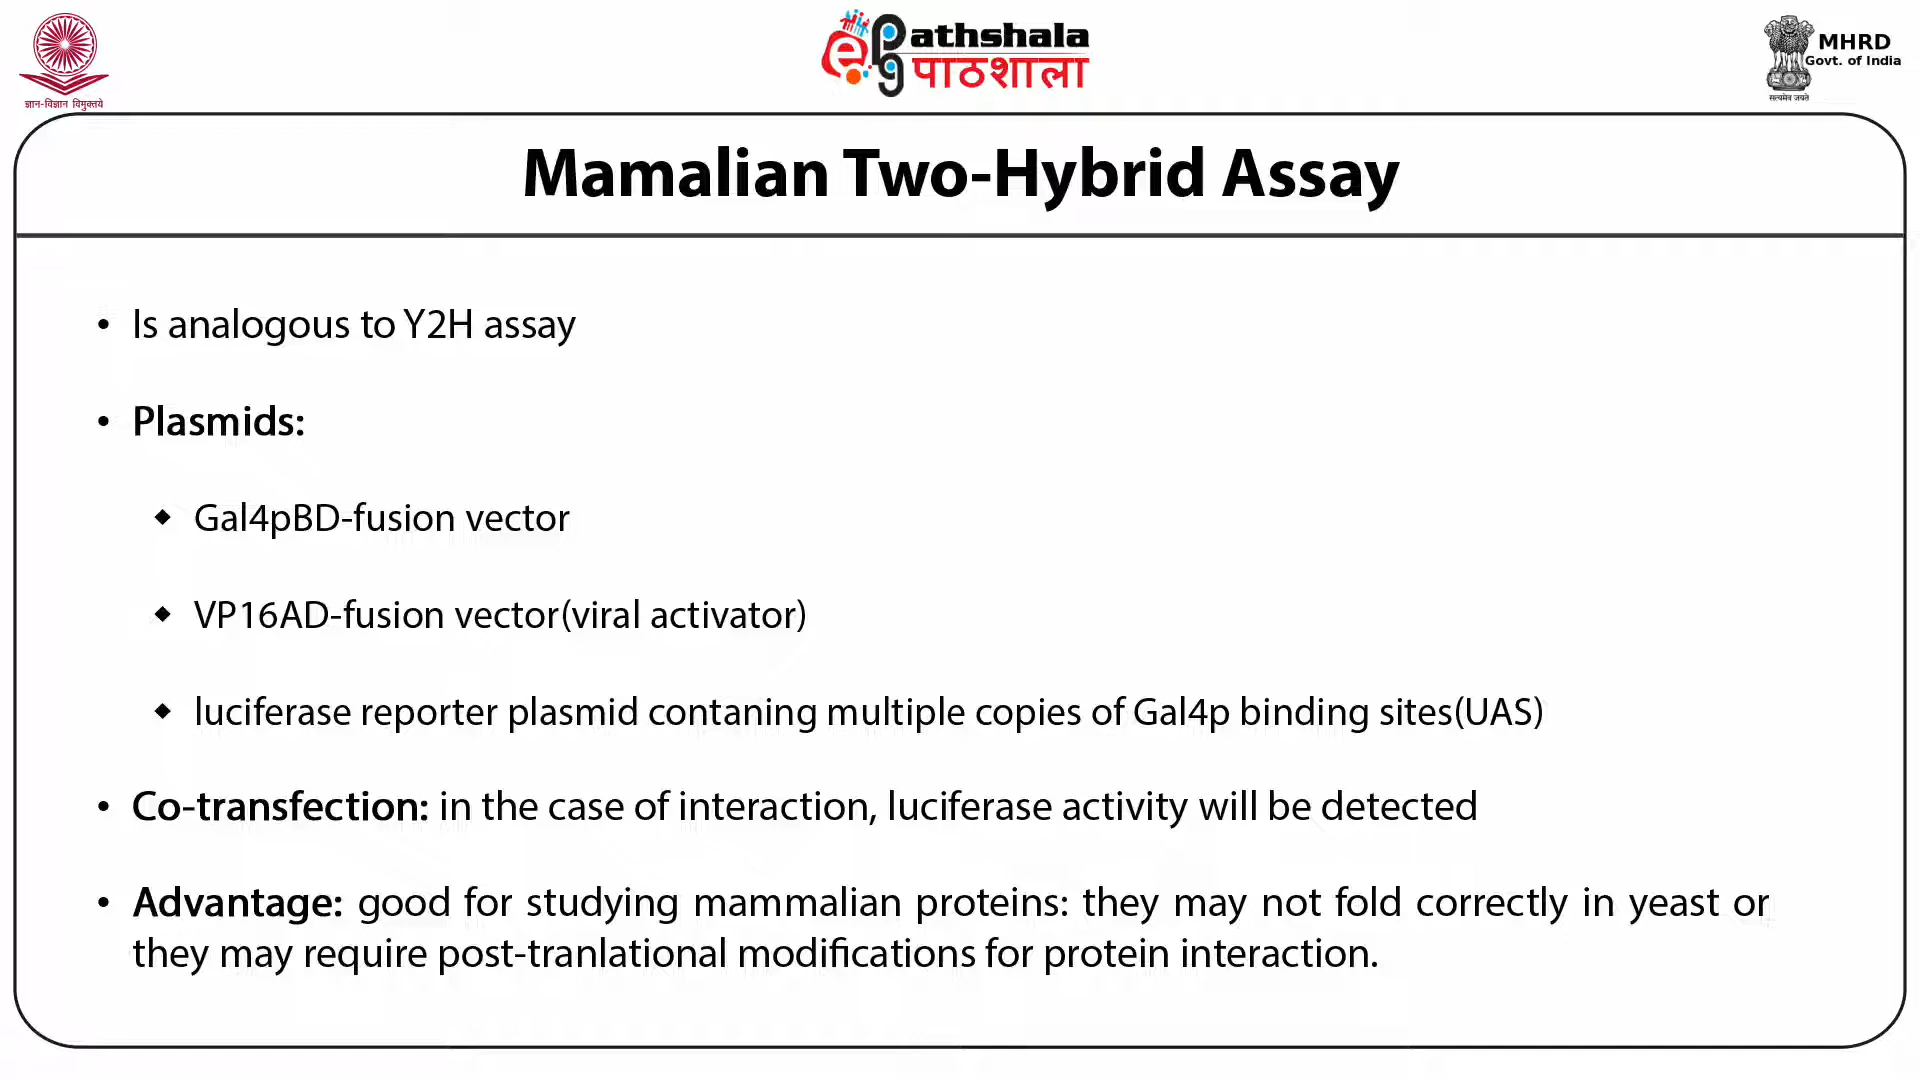 ज्ञान-विज्ञान विमुक्तये
ePathshala
पाठशाला
MHRD
Govt. of India
सत्यमेव जयते
Mamalian Two-Hybrid Assay
• Is analogous to Y2H assay
• Plasmids:
◆ Gal4pBD-fusion vector
◆ VP16AD-fusion vector(viral activator)
◆ luciferase reporter plasmid contaning multiple copies of Gal4p binding sites(UAS)
• Co-transfection: in the case of interaction, luciferase activity will be detected
• Advantage: good for studying mammalian proteins: they may not fold correctly in yeast or
they may require post-tranlational modifications for protein interaction.